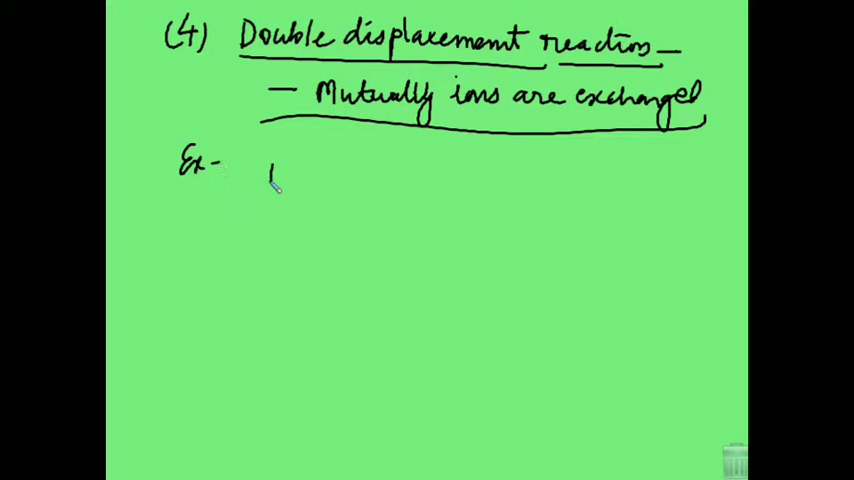 (4) Double displacement reaction —
— Mutually ions are exchanged
Ex -